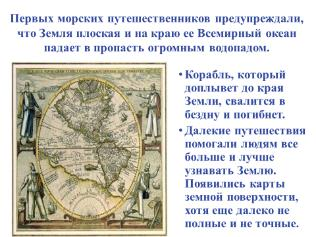 Первых морских путешественников предупреждали,
что Земля плоская и на краю ее Всемирный океан
падает в пропасть огромным водопадом.
• Корабль, который
доплывет до края
Земли, свалится в
бездну и погибнет.
• Далекие путешествия
помогали людям все
больше и лучше
узнавать Землю.
Появились карты
земной поверхности,
хотя еще далеко не
полные и не точные.